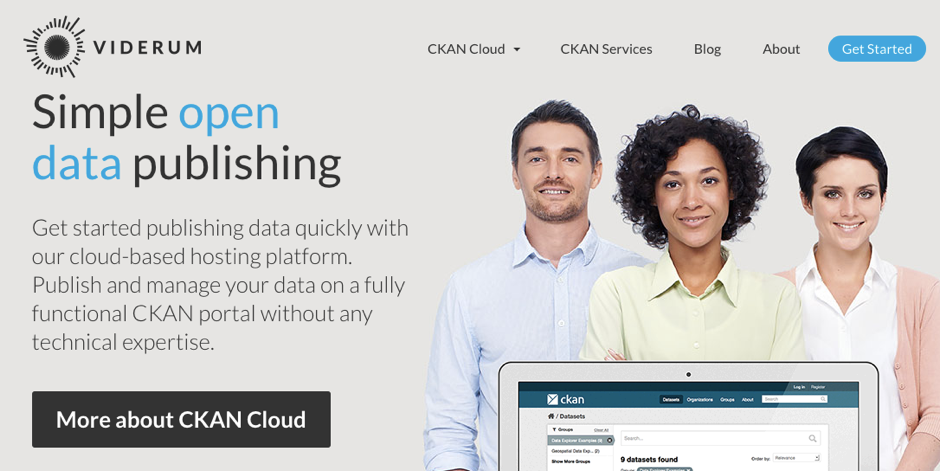 VIDERUM
CKAN Cloud
CKAN Services
Blog
About
Get Started
Simple open
data publishing
Get started publishing data quickly with
our cloud-based hosting platform.
Publish and manage your data on a fully
functional CKAN portal without any
technical expertise.
More about CKAN Cloud
Log in Register
ckan
Datasets Organizations Groups About Search
/ Datasets
Groups Clear All
Data Explorer Examples (9)
Geospatial Data Exp... (2)
Show More Groups
Search...
9 datasets found
Order by: Relevance